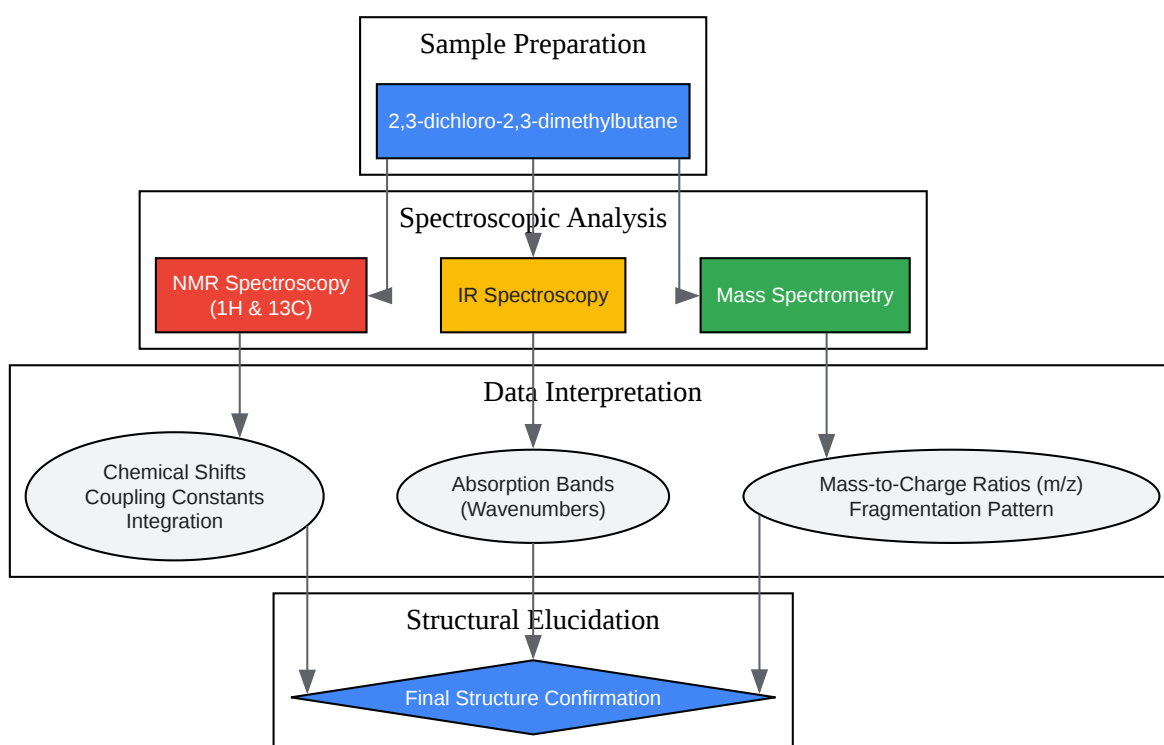 Sample Preparation
2,3-dichloro-2,3-dimethylbutane
Spectroscopic Analysis
NMR Spectroscopy
(1H & 13C)
IR Spectroscopy
Mass Spectrometry
Data Interpretation
Chemical Shifts
Coupling Constants
Integration
Absorption Bands
(Wavenumbers)
Mass-to-Charge Ratios (m/z)
Fragmentation Pattern
Structural Elucidation
Final Structure Confirmation